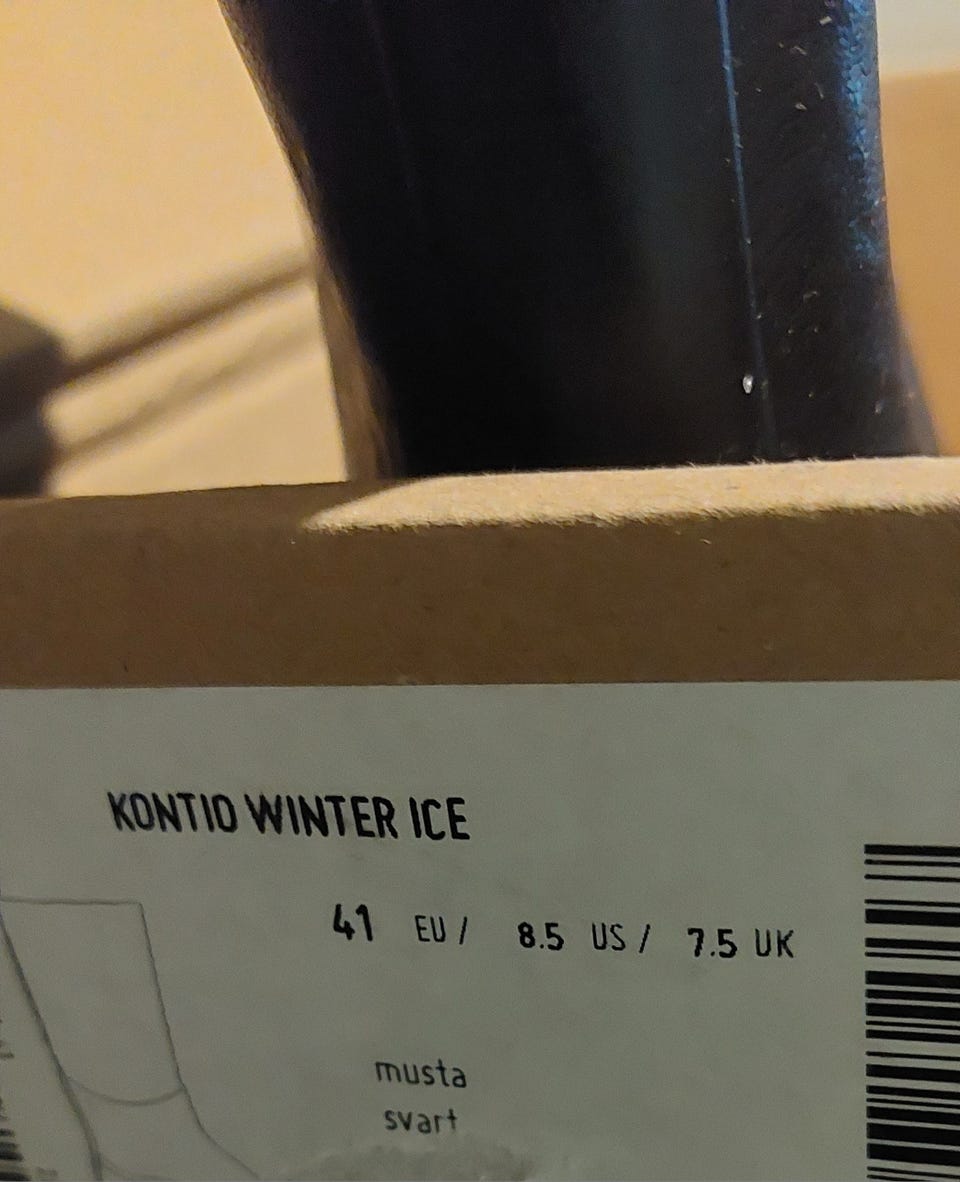 KONTIO WINTER ICE
41 EU / 8.5 US / 7.5 UK
musta
svart